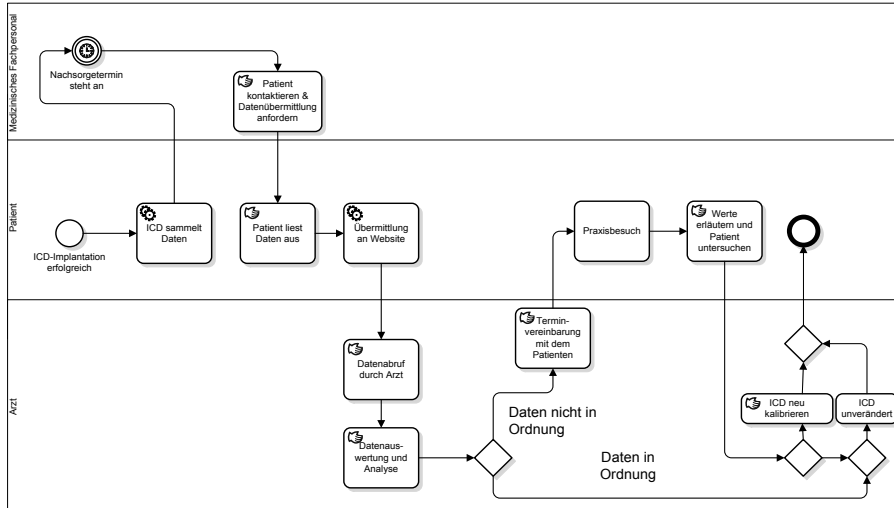 Medizinisches Fachpersonal
Nachsorgetermin
steht an
Patient
kontaktieren &
Datenübermittlung
anfordern
Patient
ICD-Implantation
erfolgreich
ICD sammelt
Daten
Patient liest
Daten aus
Übermittlung
an Website
Praxisbesuch
Werte
erläutern und
Patient
untersuchen
Arzt
Datenabruf
durch Arzt
Datenaus-
wertung und
Analyse
Termin-
vereinbarung
mit dem
Patienten
Daten nicht in
Ordnung
Daten in
Ordnung
ICD neu
kalibrieren
ICD
unverändert